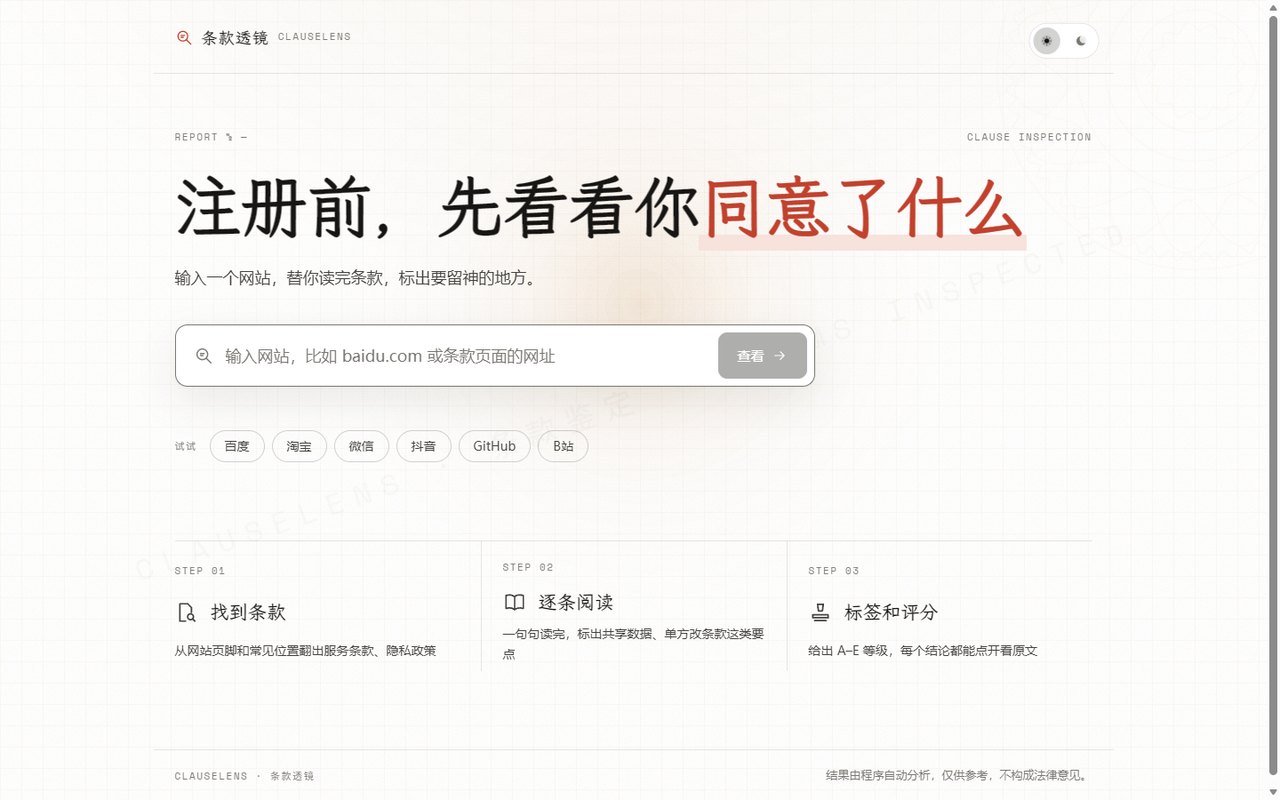 条款透镜 CLAUSELENS
REPORT № — CLAUSE INSPECTION
注册前，先看看你同意了什么
输入一个网站，替你读完条款，标出要留神的地方。
输入网站，比如 baidu.com 或条款页面的网址 查看 →
试试 百度 淘宝 微信 抖音 GitHub B站
CLAUSELENS
INSPECTED
STEP 01
找到条款
从网站页脚和常见位置翻出服务条款、隐私政策
STEP 02
逐条阅读
一句句读完，标出共享数据、单方改条款这类要
点
STEP 03
标签和评分
给出 A–E 等级，每个结论都能点开看原文
CLAUSELENS · 条款透镜
结果由程序自动分析，仅供参考，不构成法律意见。